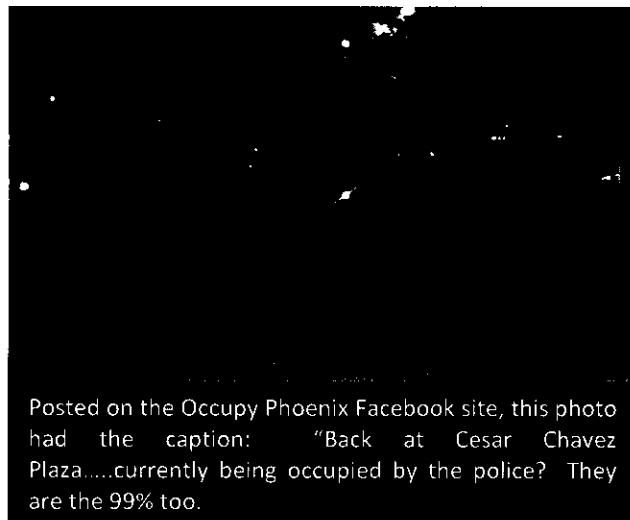 Posted on the Occupy Phoenix Facebook site, this photo
had the caption: "Back at Cesar Chavez
Plaza.....currently being occupied by the police? They
are the 99% too.